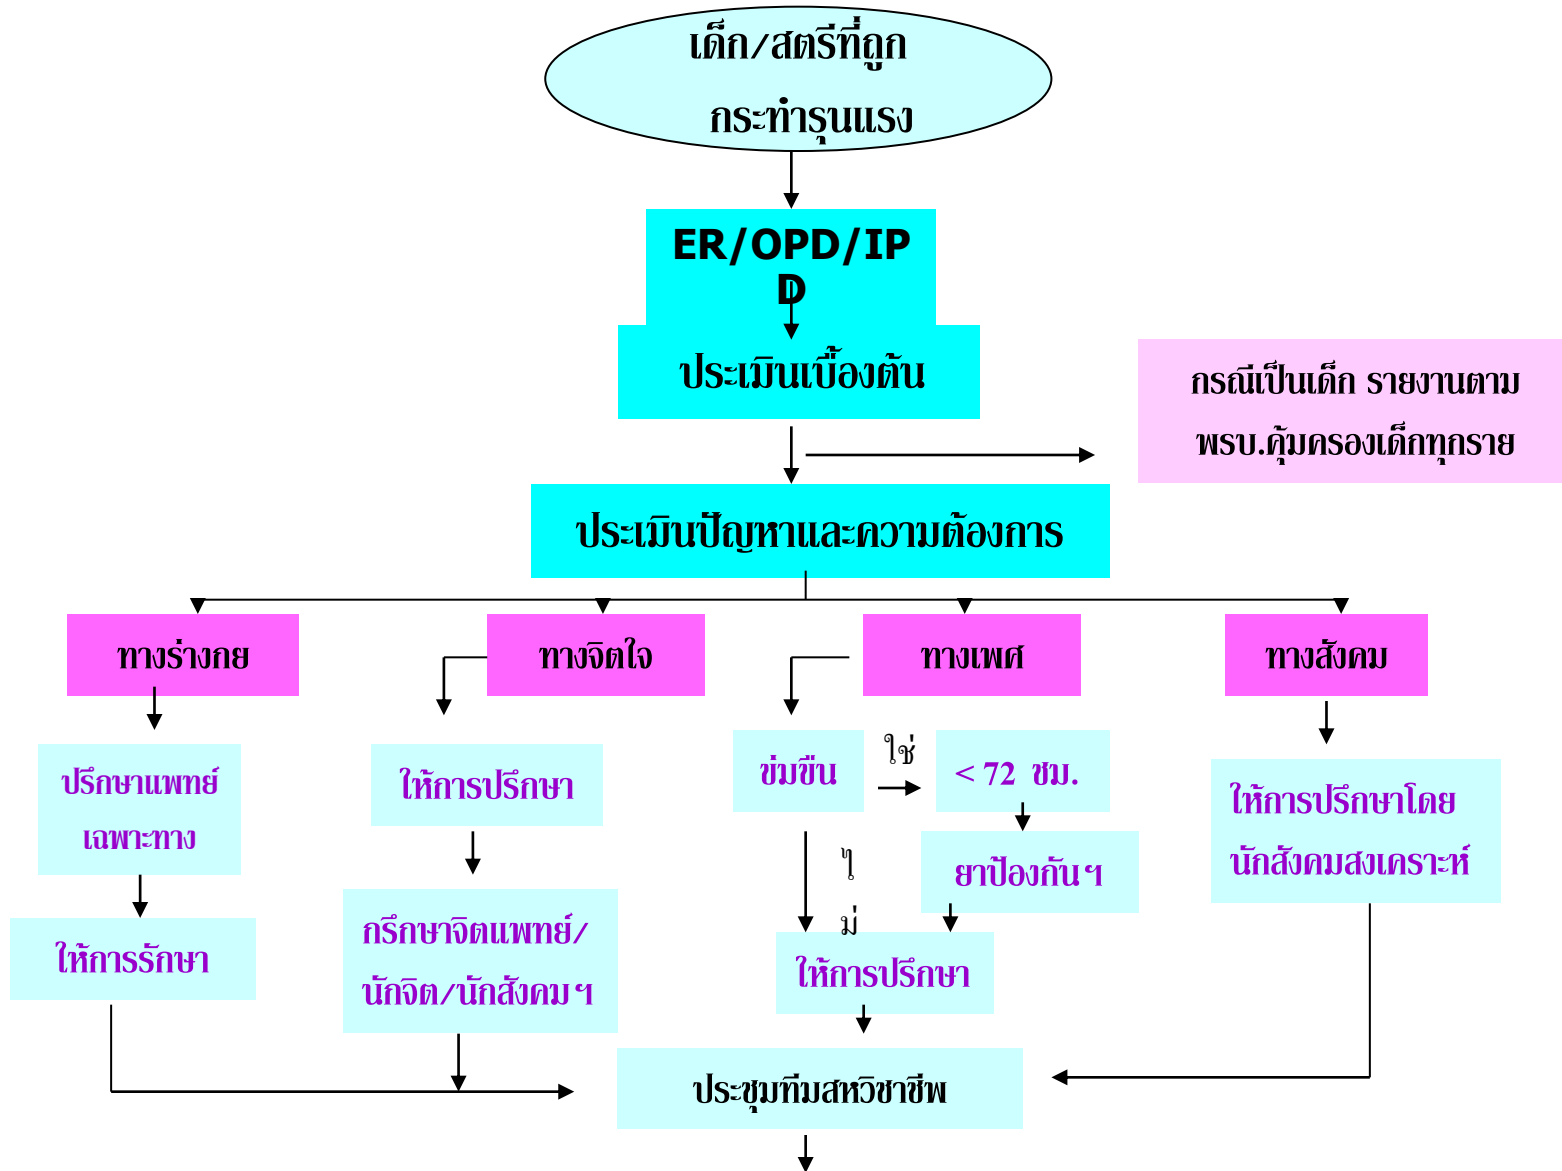 เด็ก/สตรีที่ถูก
กระทำรุนแรง
ER/OPD/IP
D
ประเมินเบื้องต้น
กรณีเป็นเด็ก รายงานตาม
พรบ.คุ้มครองเด็กทุกราย
ประเมินปัญหาและความต้องการ
ทางร่างกย
ทางจิตใจ
ทางเพศ
ทางสังคม
ปรึกษาแพทย์
เฉพาะทาง
ให้การปรึกษา
ข่มขืน
ใช่
< 72 ชม.
ให้การปรึกษาโดย
นักสังคมสงเคราะห์
ไ
ม่
ยาป้องกันฯ
ให้การรักษา
กรึกษาจิตแพทย์/
นักจิต/นักสังคมฯ
ให้การปรึกษา
ประชุมทีมสหวิชาชีพ